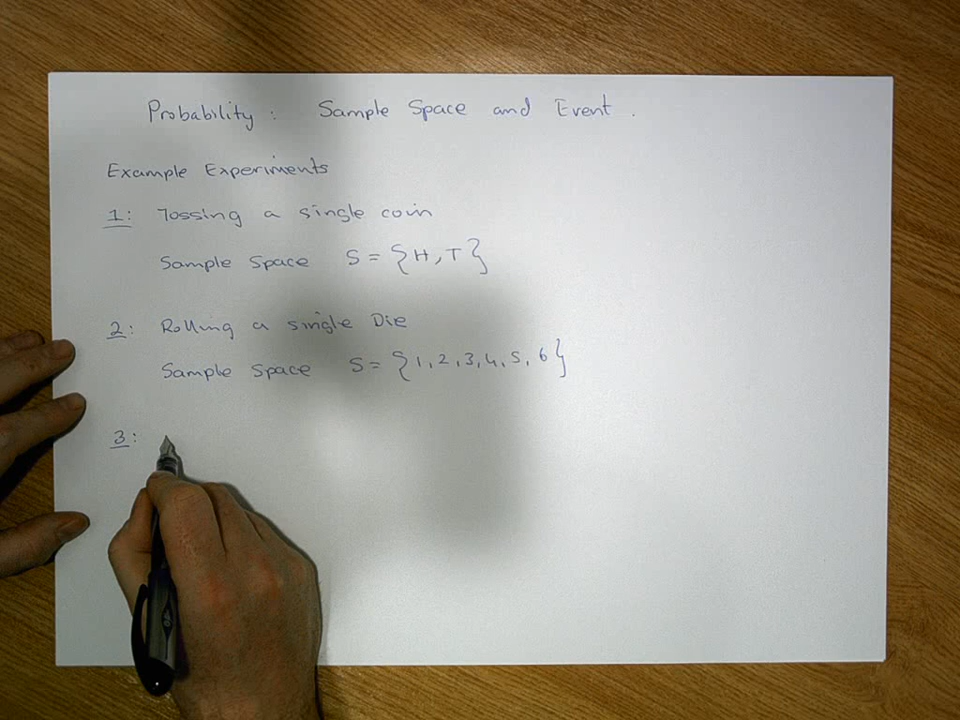 Probability: Sample Space and Event.
Example Experiments
1: Tossing a single coin
Sample Space S = {H, T}
2: Rolling a single Die
Sample Space S = {1, 2, 3, 4, 5, 6}
3: